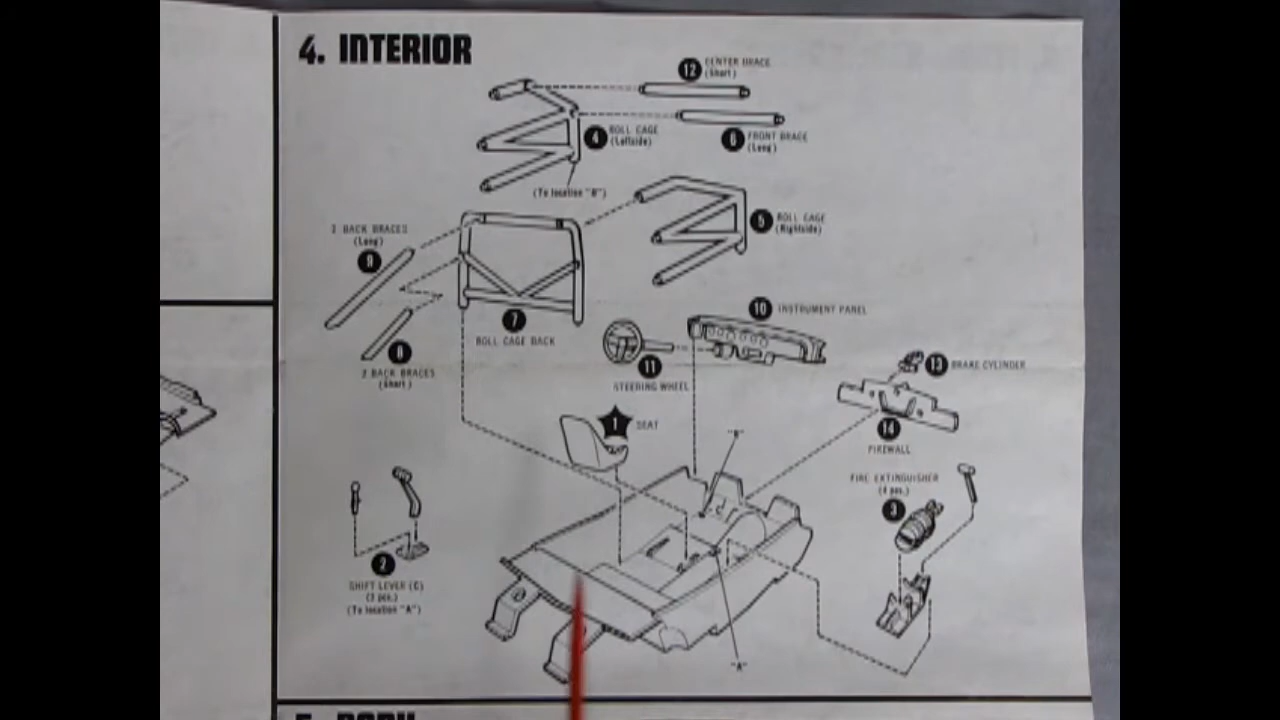 4. INTERIOR
12 CENTER BRACE
(Short)
4 ROLL CAGE
(Leftside)
6 FRONT BRACE
(Long)
(To location "B")
5 ROLL CAGE
(Rightside)
2 BACK BRACES
(Long)
9
7
ROLL CAGE BACK
8
2 BACK BRACES
(Short)
10 INSTRUMENT PANEL
11
STEERING WHEEL
13 BRAKE CYLINDER
14
FIREWALL
1 SEAT
"B"
FIRE EXTINGUISHER
(4 pcs.)
3
2
SHIFT LEVER (C)
(3 pcs.)
(To location "A")
"A"
5. BODY